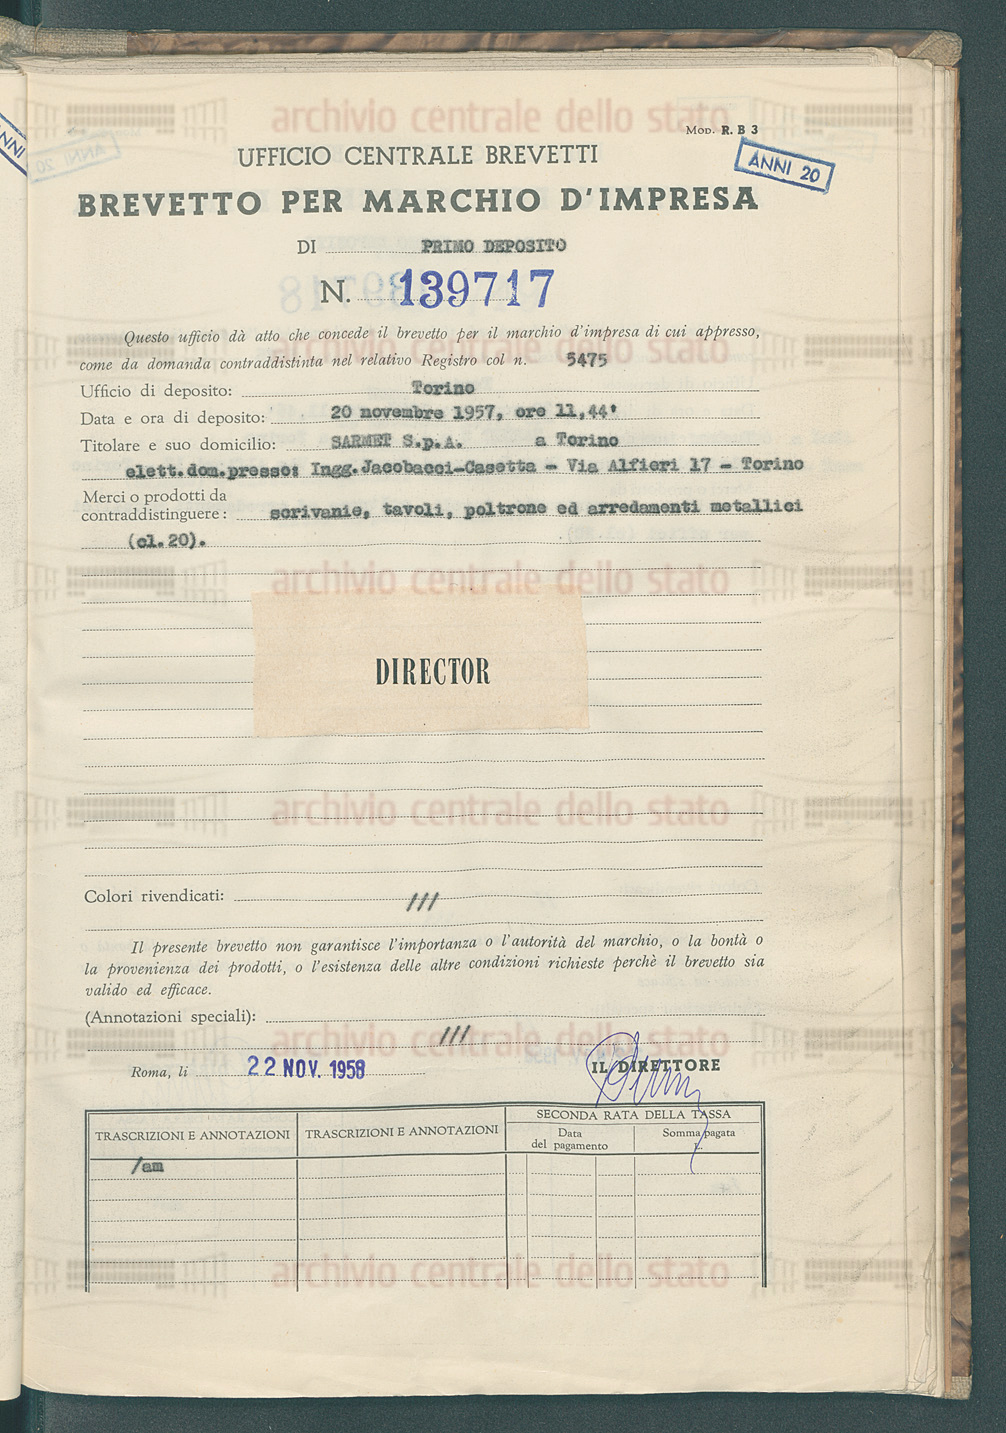 archivio centrale dello stato
Mod. R. B 3
UFFICIO CENTRALE BREVETTI
ANNI 20
BREVETTO PER MARCHIO D'IMPRESA
DI PRIMO DEPOSITO
N. 139717
Questo ufficio dà atto che concede il brevetto per il marchio d'impresa di cui appresso,
come da domanda contraddistinta nel relativo Registro col n. 5475
Ufficio di deposito: Torino
Data e ora di deposito: 20 novembre 1957, ore 11,44'
Titolare e suo domicilio: SARMET S.p.A. a Torino
elett.dom.presso: Ingg.Jacobacci-Casetta - Via Alfieri 17 - Torino
Merci o prodotti da
contraddistinguere: scrivanie, tavoli, poltrone ed arredamenti metallici
(cl.20).
archivio centrale dello stato
DIRECTOR
archivio centrale dello stato
Colori rivendicati: ///
Il presente brevetto non garantisce l'importanza o l'autorità del marchio, o la bontà o
la provenienza dei prodotti, o l'esistenza delle altre condizioni richieste perchè il brevetto sia
valido ed efficace.
(Annotazioni speciali):
///
archivio centrale dello stato
Roma, li 22 NOV. 1958
IL DIRETTORE
TRASCRIZIONI E ANNOTAZIONI
TRASCRIZIONI E ANNOTAZIONI
SECONDA RATA DELLA TASSA
Data
del pagamento
Somma pagata
L.
/am
archivio centrale dello stato